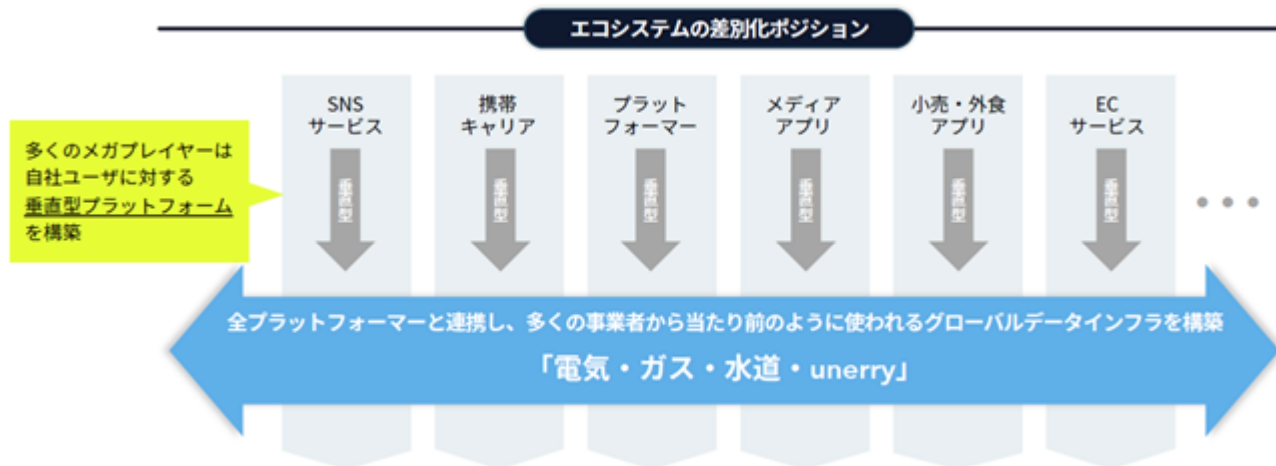 エコシステムの差別化ポジション
SNS
サービス
携帯
キャリア
プラット
フォーマー
メディア
アプリ
小売・外食
アプリ
EC
サービス
多くのメガプレイヤーは
自社ユーザに対する
垂直型プラットフォーム
を構築
垂直型
垂直型
垂直型
垂直型
垂直型
垂直型
全プラットフォーマーと連携し、多くの事業者から当たり前のように使われるグローバルデータインフラを構築
「電気・ガス・水道・unerry」